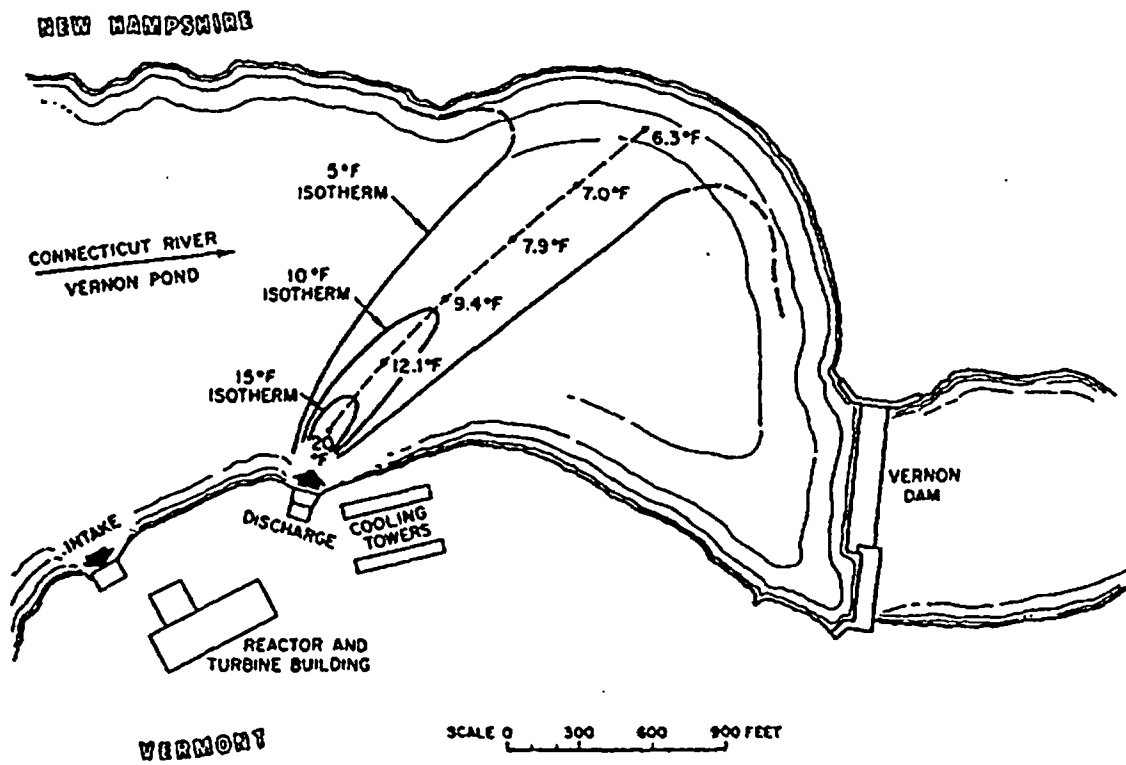 NEW HAMPSHIRE
6.3°F
5°F
ISOTHERM
7.0°F
CONNECTICUT RIVER
VERNON POND
7.9°F
10°F
ISOTHERM
9.4°F
12.1°F
15°F
ISOTHERM
20
°F
VERNON
DAM
INTAKE
DISCHARGE
COOLING
TOWERS
REACTOR AND
TURBINE BUILDING
VERMONT
SCALE 0 300 600 900 FEET